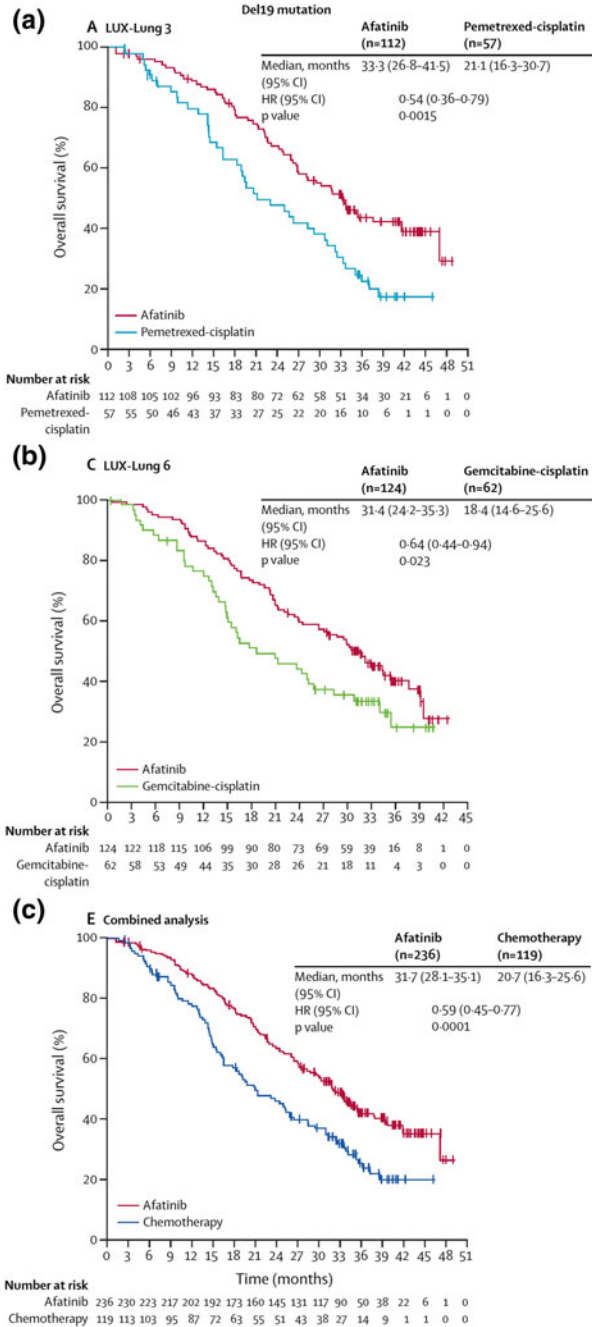 Del19 mutation
(a)
A LUX-Lung 3
Afatinib (n=112)
Pemetrexed-cisplatin (n=57)
Median, months (95% CI) 33·3 (26·8–41·5) 21·1 (16·3–30·7)
HR (95% CI) 0·54 (0·36–0·79)
p value 0·0015
Overall survival (%)
100
80
60
40
20
0
Afatinib
Pemetrexed-cisplatin
0 3 6 9 12 15 18 21 24 27 30 33 36 39 42 45 48 51
Number at risk
Afatinib 112 108 105 102 96 93 83 80 72 62 58 51 34 30 21 6 1 0
Pemetrexed-cisplatin 57 55 50 46 43 37 33 27 25 22 20 16 10 6 1 1 0 0
(b)
C LUX-Lung 6
Afatinib (n=124)
Gemcitabine-cisplatin (n=62)
Median, months (95% CI) 31·4 (24·2–35·3) 18·4 (14·6–25·6)
HR (95% CI) 0·64 (0·44–0·94)
p value 0·023
Overall survival (%)
100
80
60
40
20
0
Afatinib
Gemcitabine-cisplatin
0 3 6 9 12 15 18 21 24 27 30 33 36 39 42 45
Number at risk
Afatinib 124 122 118 115 106 99 90 80 73 69 59 39 16 8 1 0
Gemcitabine-cisplatin 62 58 53 49 44 35 30 28 26 21 18 11 4 3 0 0
(c)
E Combined analysis
Afatinib (n=236)
Chemotherapy (n=119)
Median, months (95% CI) 31·7 (28·1–35·1) 20·7 (16·3–25·6)
HR (95% CI) 0·59 (0·45–0·77)
p value 0·0001
Overall survival (%)
100
80
60
40
20
0
Afatinib
Chemotherapy
0 3 6 9 12 15 18 21 24 27 30 33 36 39 42 45 48 51
Time (months)
Number at risk
Afatinib 236 230 223 217 202 192 173 160 145 131 117 90 50 38 22 6 1 0
Chemotherapy 119 113 103 95 87 72 63 55 51 43 38 27 14 9 1 1 0 0